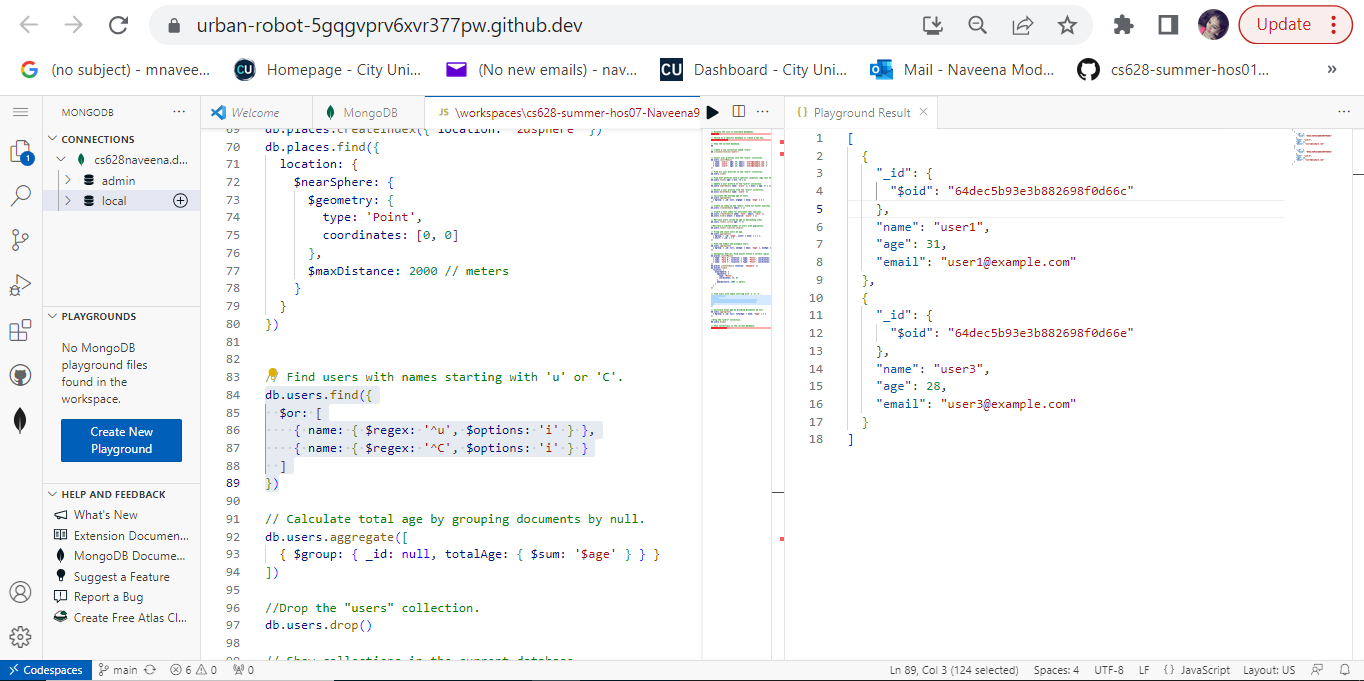 urban-robot-5gqgvprv6xvr377pw.github.dev
Update
(no subject) - mnavee...
CU
Homepage - City Uni...
(No new emails) - nav...
CU
Dashboard - City Uni...
Mail - Naveena Mod...
cs628-summer-hos01...
»
MONGODB
CONNECTIONS
cs628naveena.d...
admin
local
PLAYGROUNDS
No MongoDB
playground files
found in the
workspace.
Create New
Playground
HELP AND FEEDBACK
What's New
Extension Documen...
MongoDB Docume...
Suggest a Feature
Report a Bug
Create Free Atlas Cl...
1
Welcome
MongoDB
JS \workspaces\cs628-summer-hos07-Naveena9
69 db.places.createIndex({ location: "2dsphere" })
70 db.places.find({
71 location: {
72 $nearSphere: {
73 $geometry: {
74 type: 'Point',
75 coordinates: [0, 0]
76 },
77 $maxDistance: 2000 // meters
78 }
79 }
80 })
81
82
83 // Find users with names starting with 'u' or 'C'.
84 db.users.find({
85 $or: [
86 { name: { $regex: '^u', $options: 'i' } },
87 { name: { $regex: '^C', $options: 'i' } }
88 ]
89 })
90
91 // Calculate total age by grouping documents by null.
92 db.users.aggregate([
93 { $group: { _id: null, totalAge: { $sum: '$age' } } }
94 ])
95
96 //Drop the "users" collection.
97 db.users.drop()
98
99 // Show collections in the current database
{ } Playground Result
1 [
2 {
3 "_id": {
4 "$oid": "64dec5b93e3b882698f0d66c"
5 },
6 "name": "user1",
7 "age": 31,
8 "email": "user1@example.com"
9 },
10 {
11 "_id": {
12 "$oid": "64dec5b93e3b882698f0d66e"
13 },
14 "name": "user3",
15 "age": 28,
16 "email": "user3@example.com"
17 }
18 ]
Codespaces
main
6
0
0
Ln 89, Col 3 (124 selected)
Spaces: 4
UTF-8
LF
{ } JavaScript
Layout: US